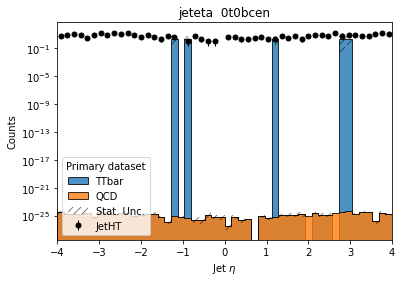 jeteta 0t0bcen
Counts
10^{-1}
10^{-5}
10^{-9}
10^{-13}
10^{-17}
10^{-21}
10^{-25}
Primary dataset
TTbar
QCD
Stat. Unc.
JetHT
−4 −3 −2 −1 0 1 2 3 4
Jet η